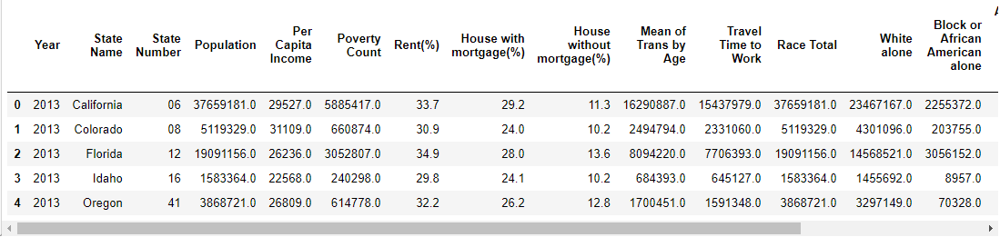 Year State Name State Number Population Per Capita Income Poverty Count Rent(%) House with mortgage(%) House without mortgage(%) Mean of Trans by Age Travel Time to Work Race Total White alone Block or African American alone
0 2013 California 06 37659181.0 29527.0 5885417.0 33.7 29.2 11.3 16290887.0 15437979.0 37659181.0 23467167.0 2255372.0
1 2013 Colorado 08 5119329.0 31109.0 660874.0 30.9 24.0 10.2 2494794.0 2331060.0 5119329.0 4301096.0 203755.0
2 2013 Florida 12 19091156.0 26236.0 3052807.0 34.9 28.0 13.6 8094220.0 7706393.0 19091156.0 14568521.0 3056152.0
3 2013 Idaho 16 1583364.0 22568.0 240298.0 29.8 24.1 10.2 684393.0 645127.0 1583364.0 1455692.0 8957.0
4 2013 Oregon 41 3868721.0 26809.0 614778.0 32.2 26.2 12.8 1700451.0 1591348.0 3868721.0 3297149.0 70328.0